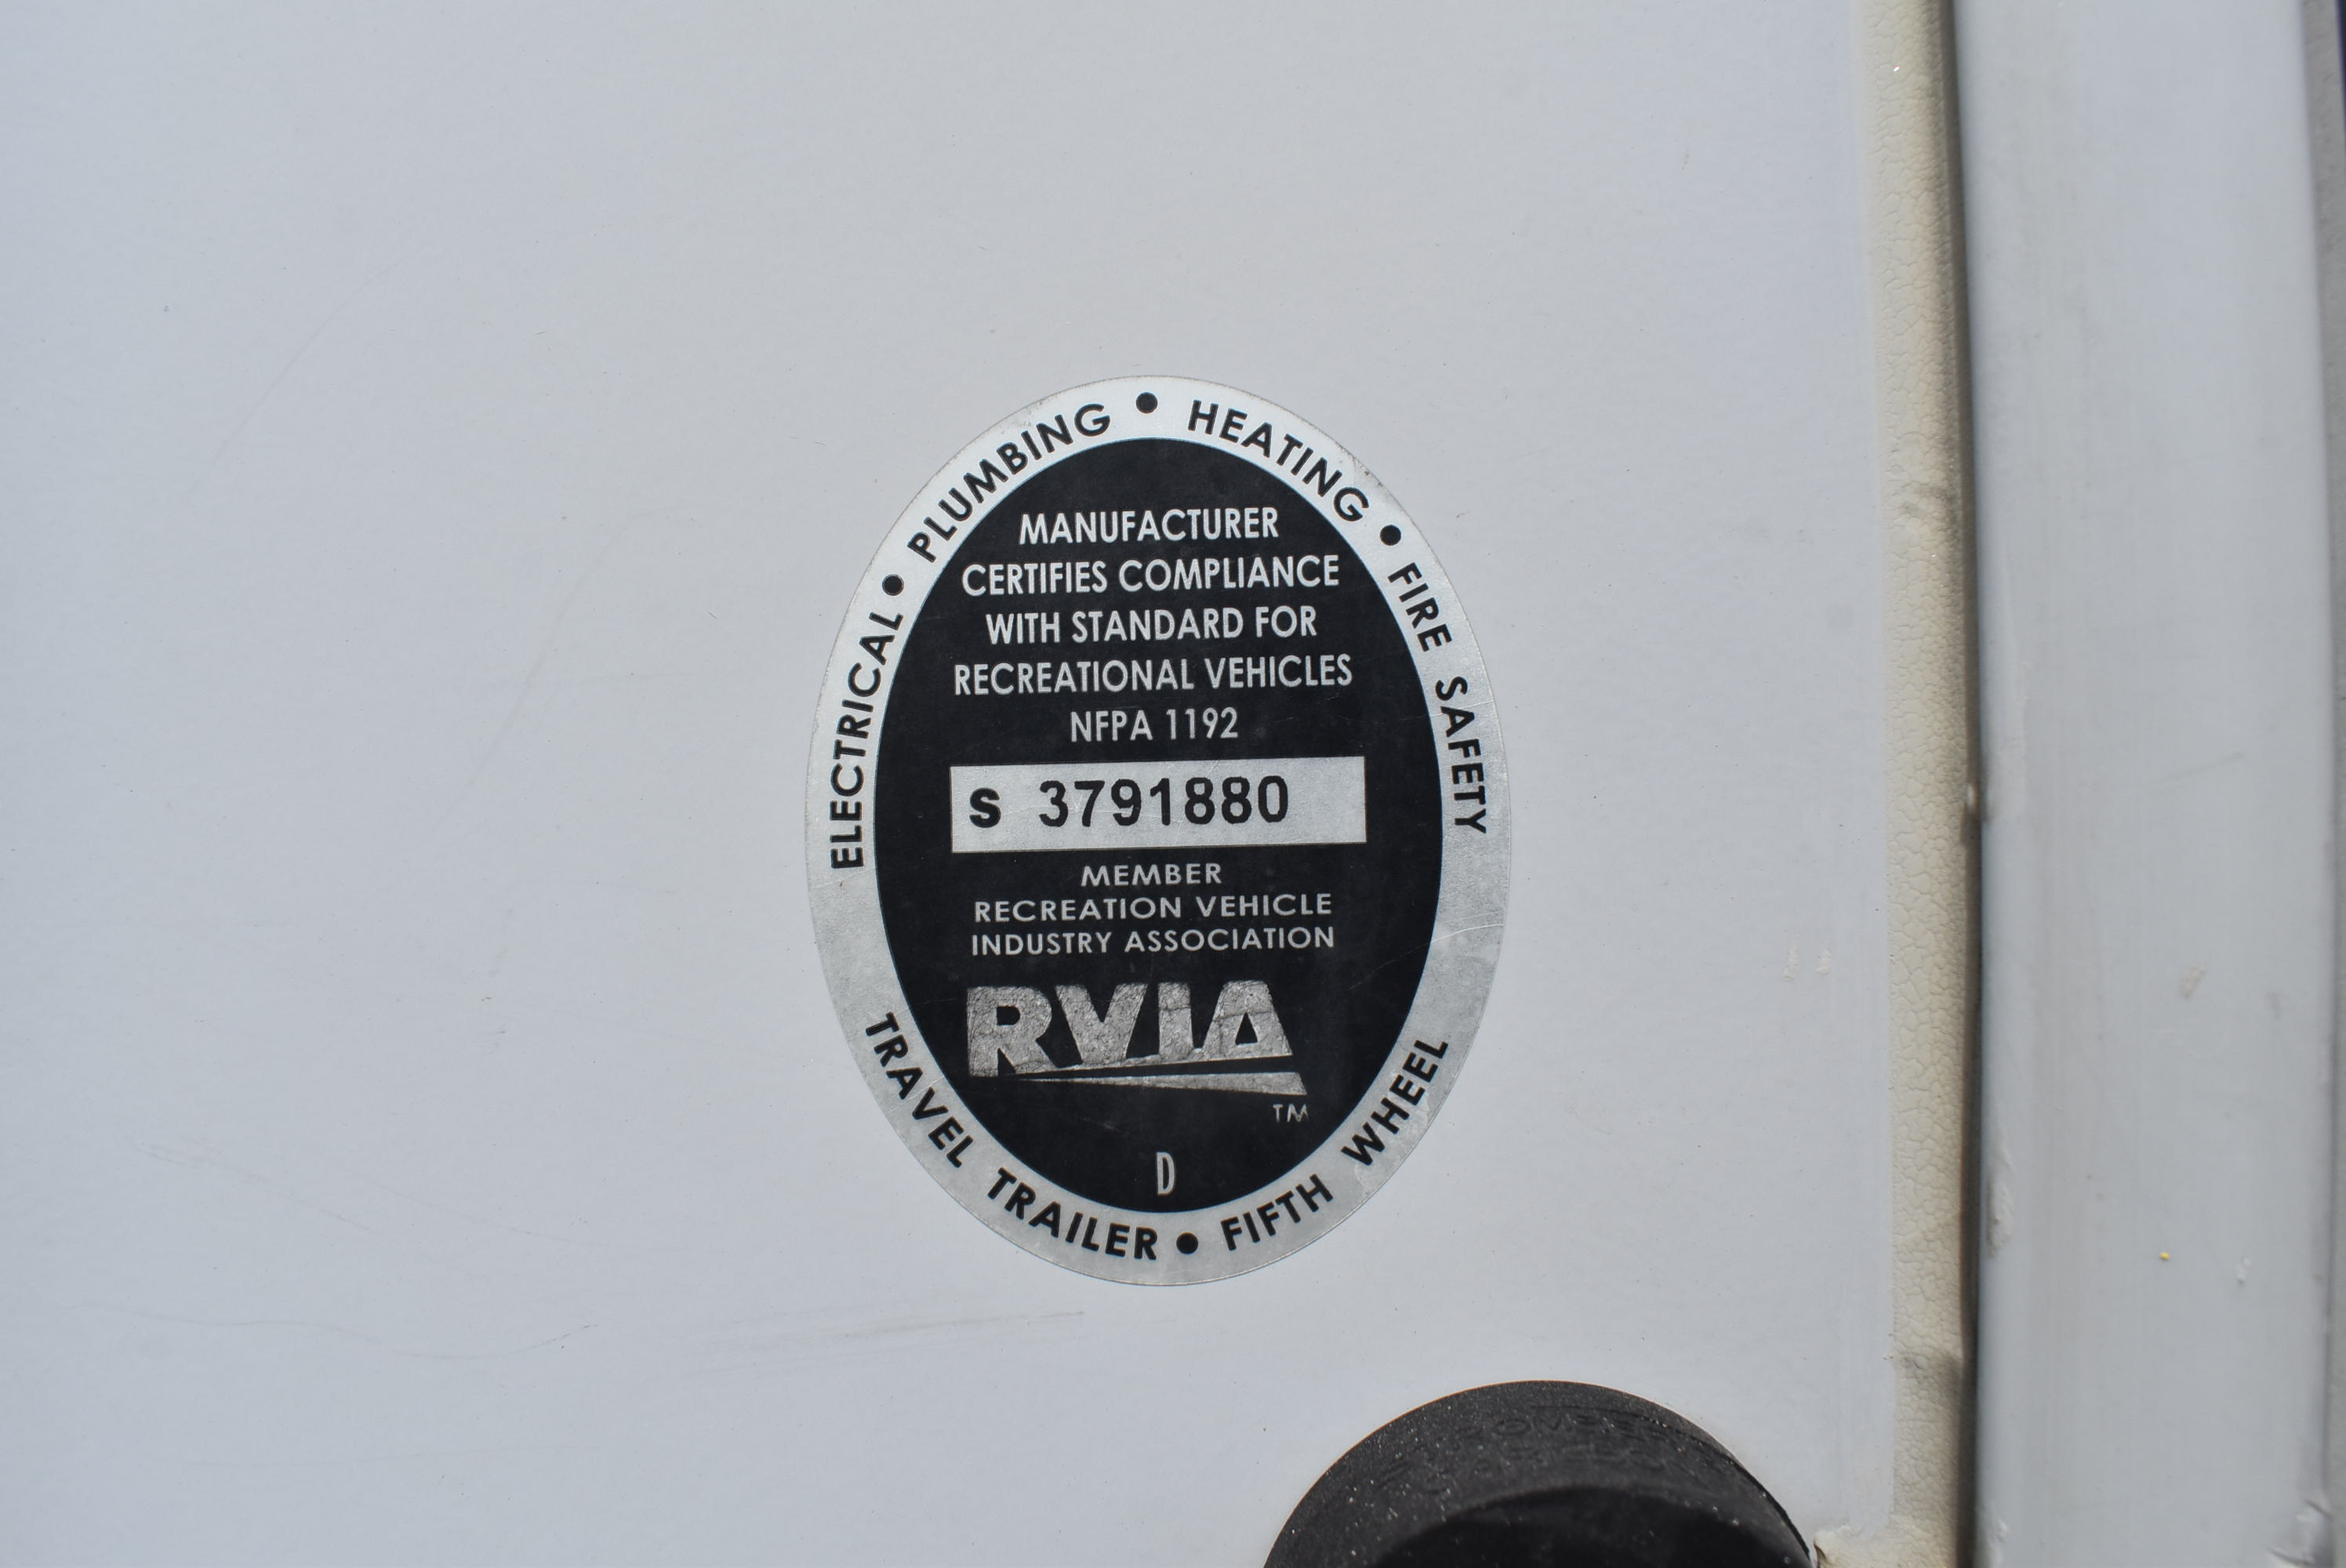 ELECTRICAL • PLUMBING • HEATING • FIRE SAFETY
MANUFACTURER
CERTIFIES COMPLIANCE
WITH STANDARD FOR
RECREATIONAL VEHICLES
NFPA 1192
S 3791880
MEMBER
RECREATION VEHICLE
INDUSTRY ASSOCIATION
RVIA
TM
D
TRAVEL TRAILER • FIFTH WHEEL